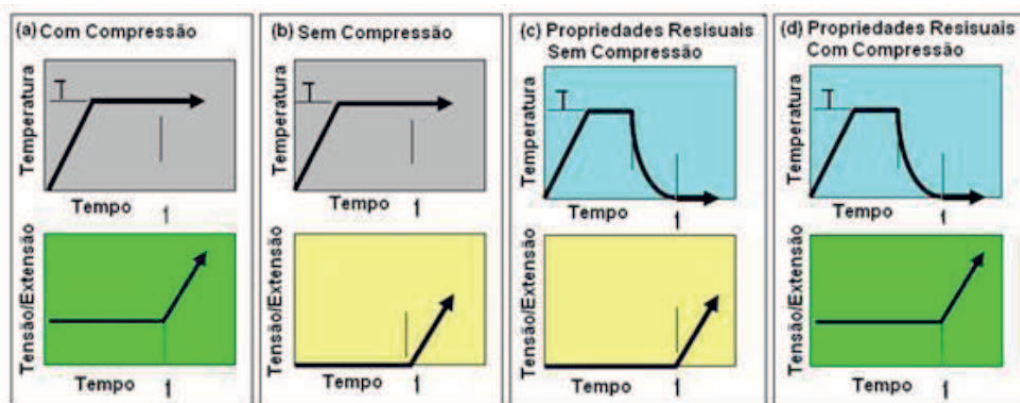 (a) Com Compressão
Temperatura
T
Tempo
Tensão/Extensão
Tempo
(b) Sem Compressão
Temperatura
T
Tempo
Tensão/Extensão
Tempo
(c) Propriedades Resisuais
Sem Compressão
Temperatura
T
Tempo
Tensão/Extensão
Tempo
(d) Propriedades Resisuais
Com Compressão
Temperatura
T
Tempo
Tensão/Extensão
Tempo